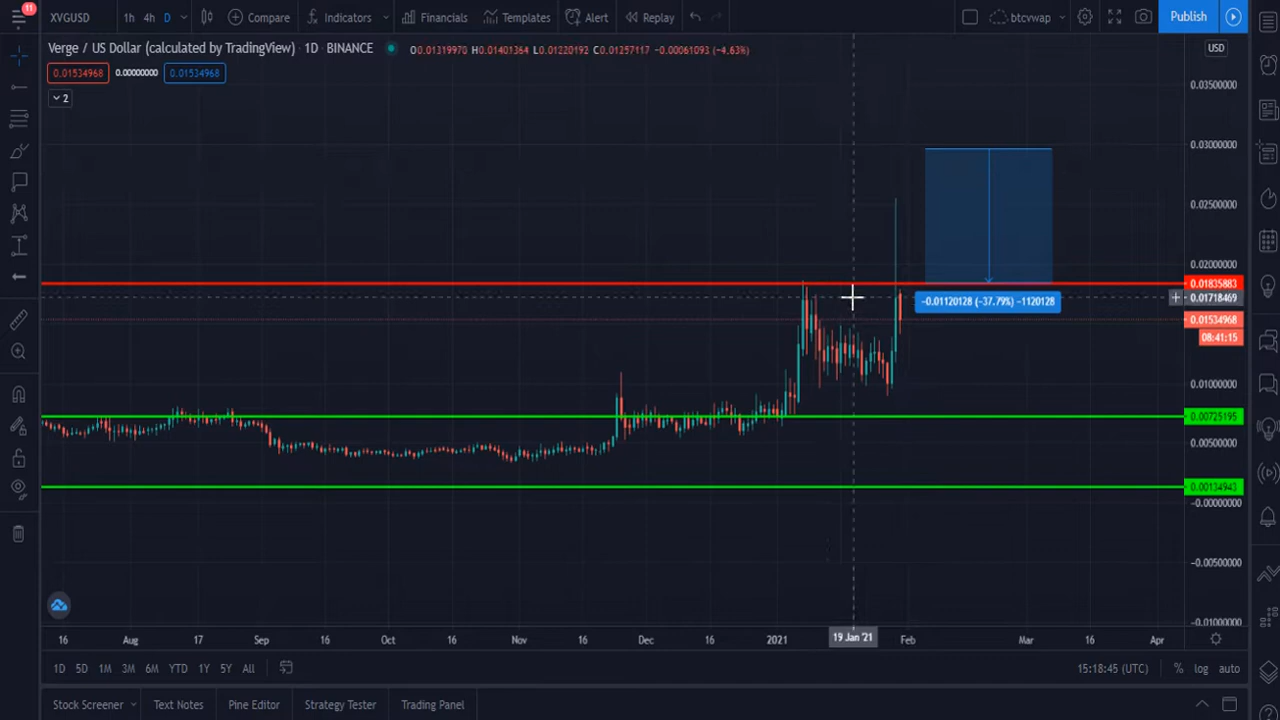 11
XVGUSD 1h 4h D Compare Indicators Financials Templates Alert Replay btcvwap Publish
Verge / US Dollar (calculated by TradingView) 1D BINANCE O0.01319970 H0.01401364 L0.01220192 C0.01257117 −0.00061093 (−4.63%) USD
0.01534968 0.00000000 0.01534968
2
0.03500000
0.03000000
0.02500000
0.02000000
0.01835883
0.01718469
-0.01120128 (-37.79%) -1120128
0.01534968
08:41:15
0.01000000
0.00725195
0.00500000
0.00134943
−0.00000000
−0.00500000
−0.01000000
16 Aug 17 Sep 16 Oct 16 Nov 16 Dec 16 2021 19 Jan '21 Feb Mar 16 Apr
1D 5D 1M 3M 6M YTD 1Y 5Y All 15:18:45 (UTC) % log auto
Stock Screener Text Notes Pine Editor Strategy Tester Trading Panel